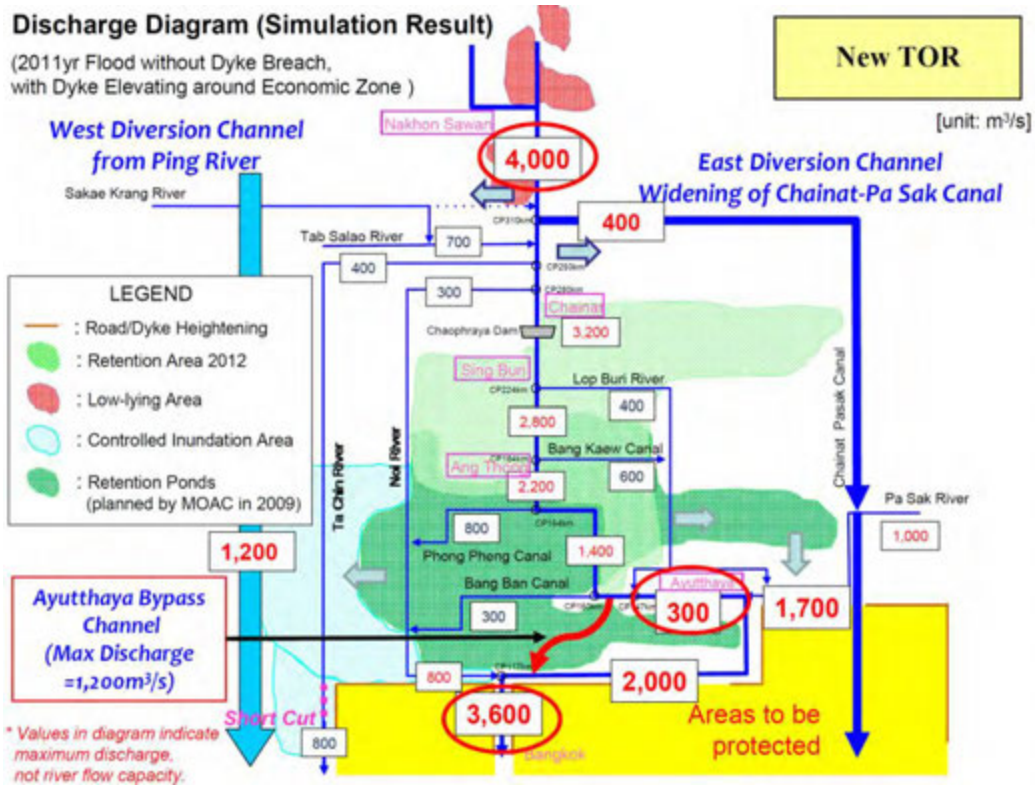 Discharge Diagram (Simulation Result)
(2011yr Flood without Dyke Breach,
with Dyke Elevating around Economic Zone )
New TOR
[unit: m³/s]
West Diversion Channel
from Ping River
Nakhon Sawan
4,000
East Diversion Channel
Widening of Chainat-Pa Sak Canal
Sakae Krang River
CP310km
400
Tab Salao River
700
400
300
Chainat
Chaophraya Dam
3,200
LEGEND
: Road/Dyke Heightening
: Retention Area 2012
: Low-lying Area
: Controlled Inundation Area
: Retention Ponds
(planned by MOAC in 2009)
Sing Buri
CP224km
Lop Buri River
400
2,800
Ang Thong
Bang Kaew Canal
600
2,200
Ta Chin River
Noi River
Chainat Pasak Canal
Pa Sak River
1,000
1,200
800
Phong Pheng Canal
1,400
Bang Ban Canal
300
Ayutthaya
300
1,700
Ayutthaya Bypass
Channel
(Max Discharge
=1,200m³/s)
800
2,000
3,600
Short Cut
800
Bangkok
Areas to be
protected
* Values in diagram indicate
maximum discharge,
not river flow capacity.